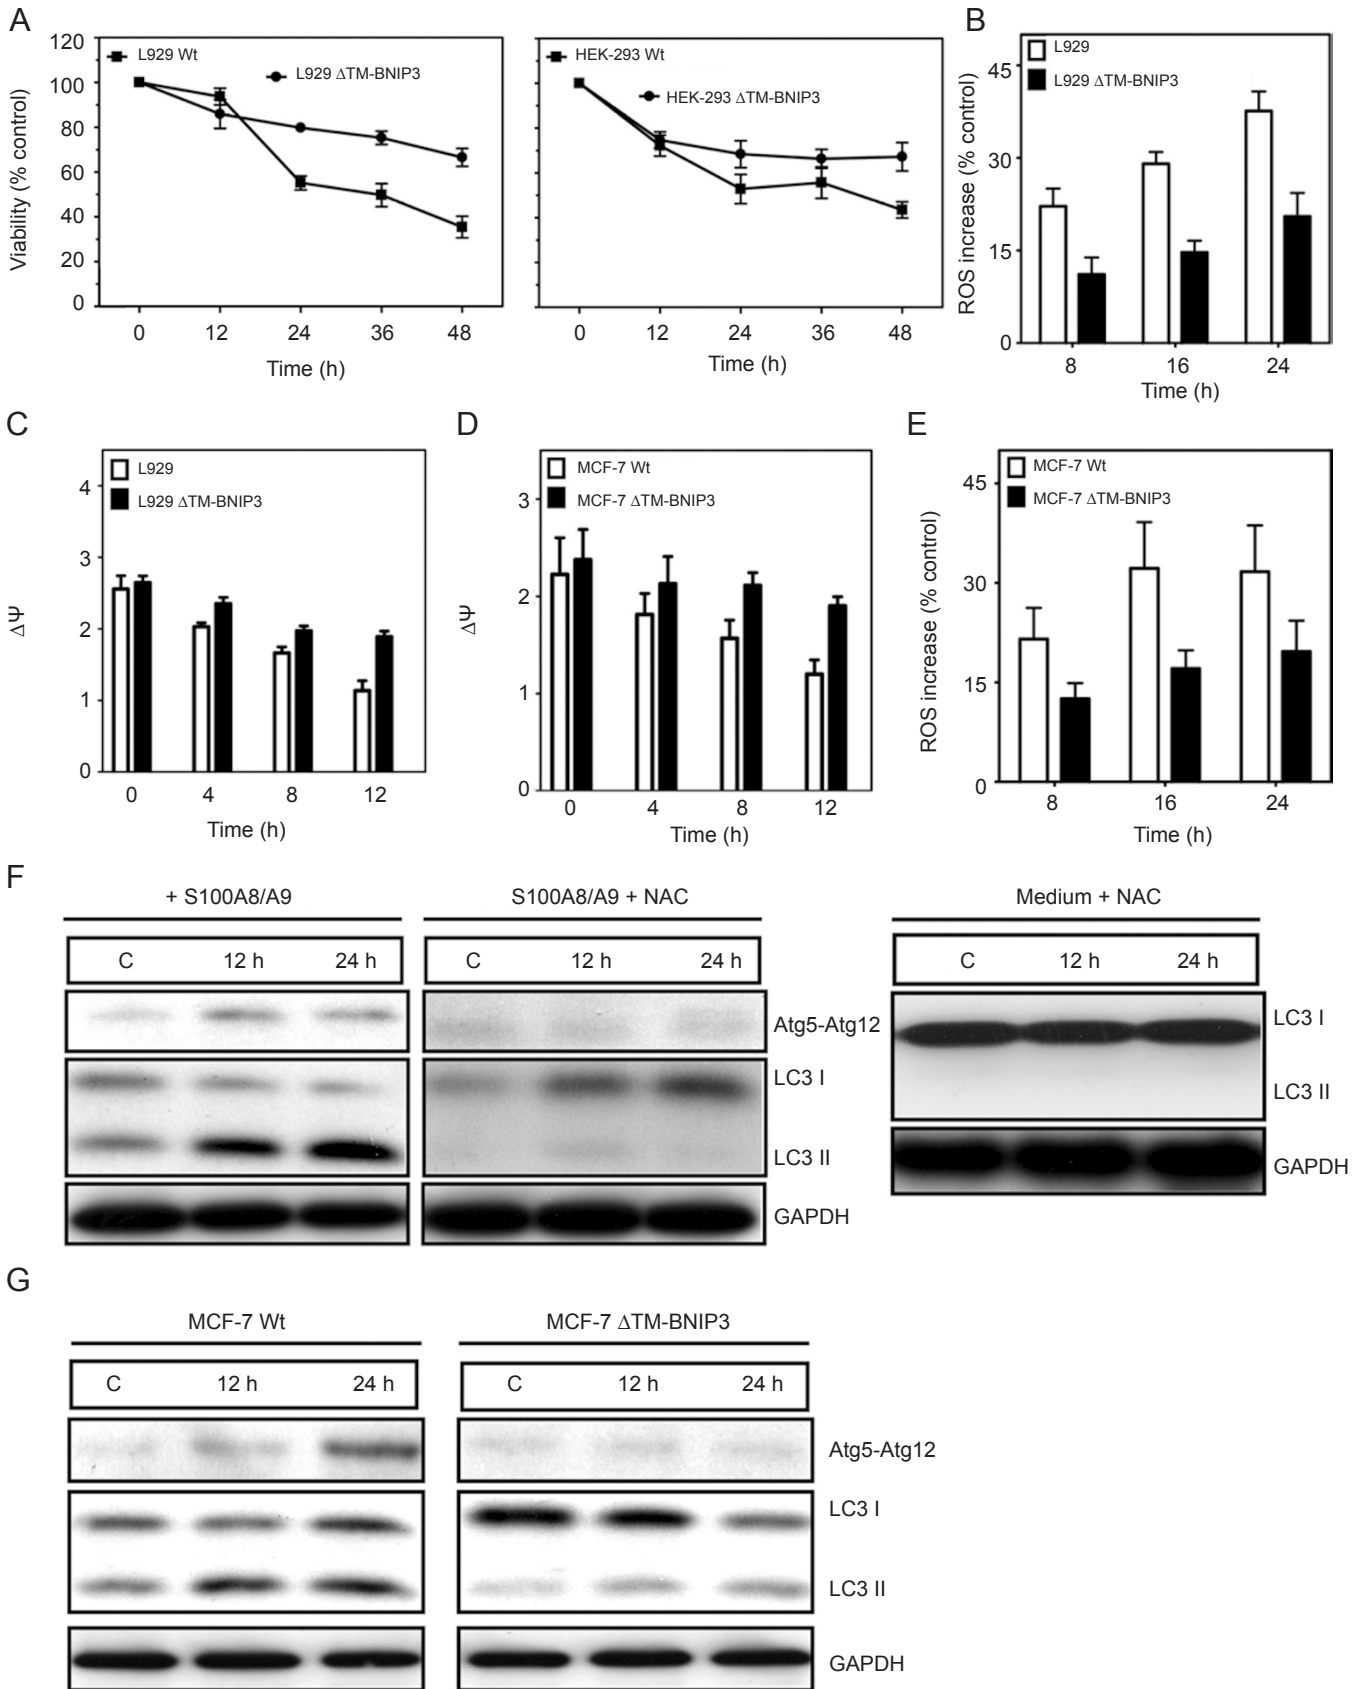 A
B
120
100
80
60
40
20
0
Viability (% control)
L929 Wt
L929 ΔTM-BNIP3
0 12 24 36 48
Time (h)
HEK-293 Wt
HEK-293 ΔTM-BNIP3
0 12 24 36 48
Time (h)
45
30
15
0
ROS increase (% control)
L929
L929 ΔTM-BNIP3
8 16 24
Time (h)
C
D
E
4
3
2
1
0
ΔΨ
L929
L929 ΔTM-BNIP3
0 4 8 12
Time (h)
3
2
1
0
ΔΨ
MCF-7 Wt
MCF-7 ΔTM-BNIP3
0 4 8 12
Time (h)
45
30
15
0
ROS increase (% control)
MCF-7 Wt
MCF-7 ΔTM-BNIP3
8 16 24
Time (h)
F
+ S100A8/A9
S100A8/A9 + NAC
Medium + NAC
C 12 h 24 h
C 12 h 24 h
C 12 h 24 h
Atg5-Atg12
LC3 I
LC3 II
GAPDH
LC3 I
LC3 II
GAPDH
G
MCF-7 Wt
MCF-7 ΔTM-BNIP3
C 12 h 24 h
C 12 h 24 h
Atg5-Atg12
LC3 I
LC3 II
GAPDH